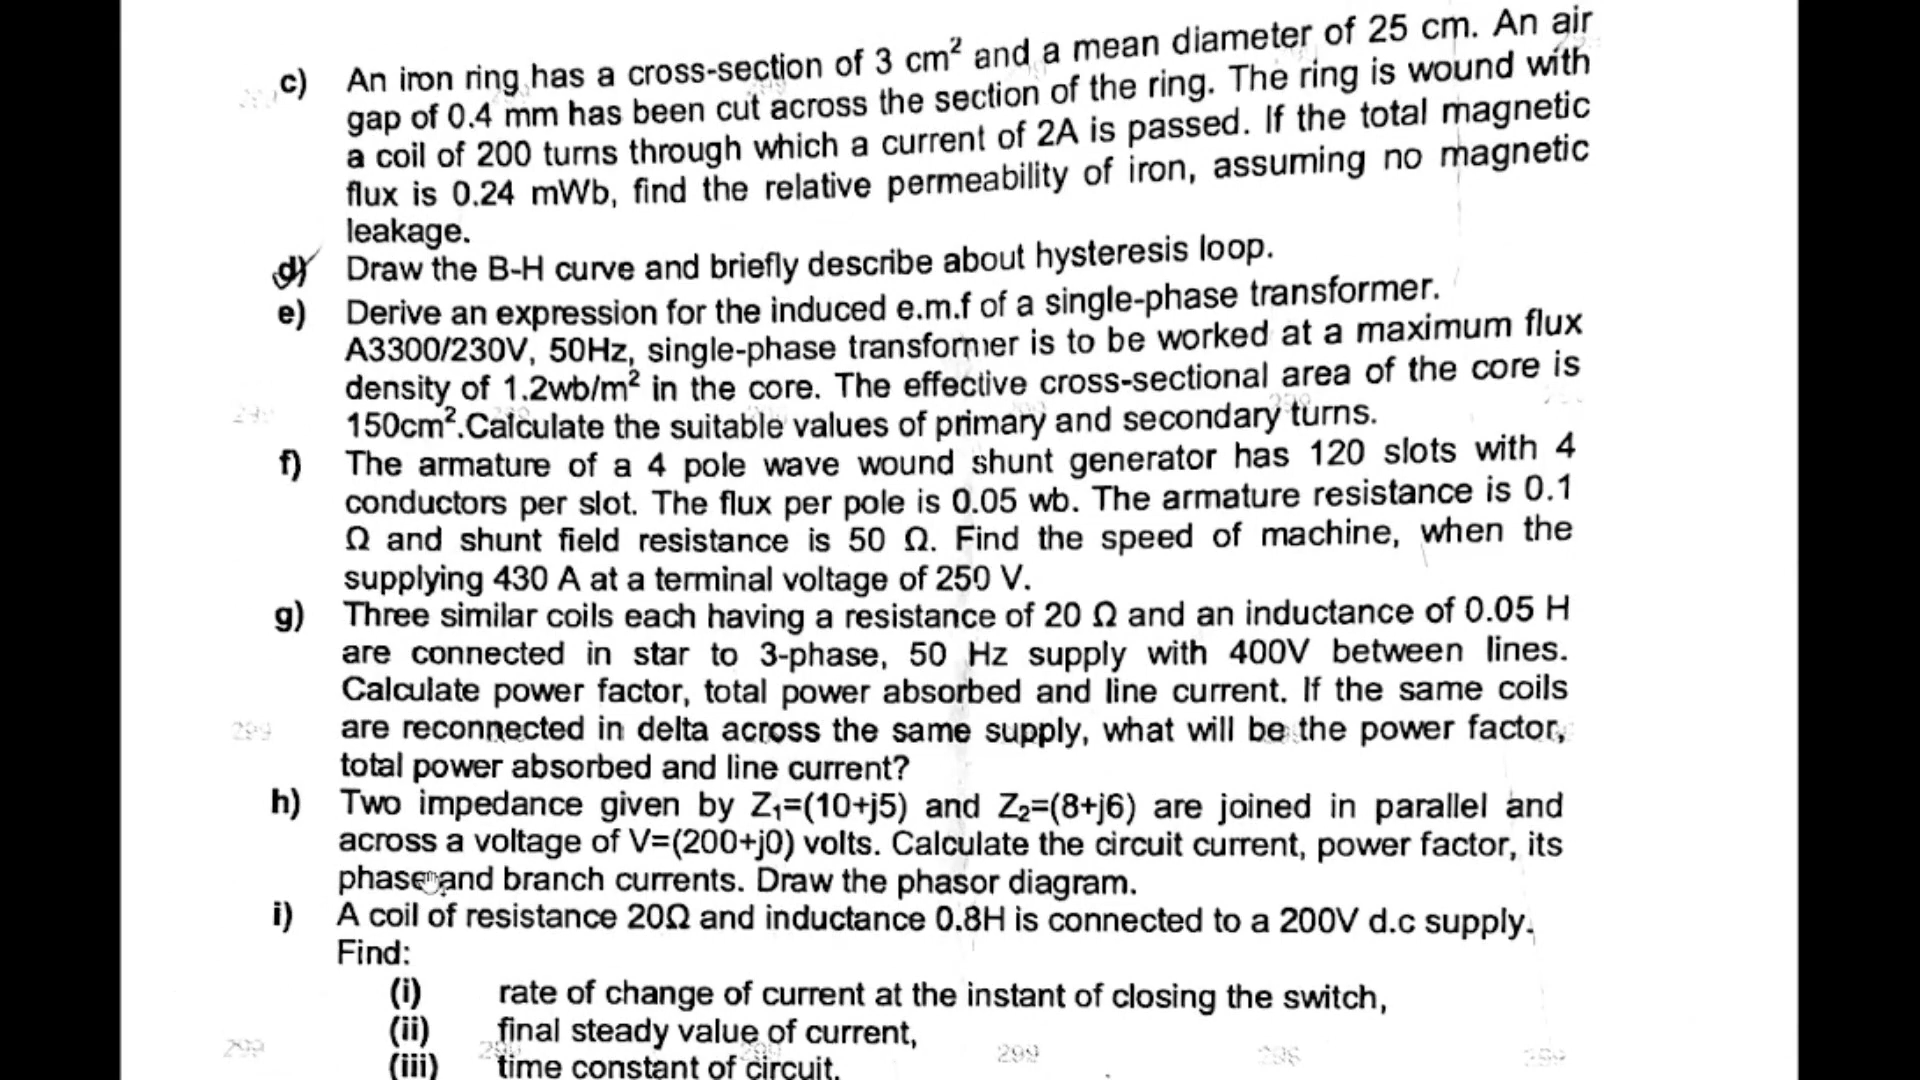 c) An iron ring has a cross-section of 3 cm² and a mean diameter of 25 cm. An air
gap of 0.4 mm has been cut across the section of the ring. The ring is wound with
a coil of 200 turns through which a current of 2A is passed. If the total magnetic
flux is 0.24 mWb, find the relative permeability of iron, assuming no magnetic
leakage.
d) Draw the B-H curve and briefly describe about hysteresis loop.
e) Derive an expression for the induced e.m.f of a single-phase transformer.
A3300/230V, 50Hz, single-phase transformer is to be worked at a maximum flux
density of 1.2wb/m² in the core. The effective cross-sectional area of the core is
150cm².Calculate the suitable values of primary and secondary turns.
f) The armature of a 4 pole wave wound shunt generator has 120 slots with 4
conductors per slot. The flux per pole is 0.05 wb. The armature resistance is 0.1
Ω and shunt field resistance is 50 Ω. Find the speed of machine, when the
supplying 430 A at a terminal voltage of 250 V.
g) Three similar coils each having a resistance of 20 Ω and an inductance of 0.05 H
are connected in star to 3-phase, 50 Hz supply with 400V between lines.
Calculate power factor, total power absorbed and line current. If the same coils
are reconnected in delta across the same supply, what will be the power factor,
total power absorbed and line current?
299
h) Two impedance given by Z₁=(10+j5) and Z₂=(8+j6) are joined in parallel and
across a voltage of V=(200+j0) volts. Calculate the circuit current, power factor, its
phase and branch currents. Draw the phasor diagram.
i) A coil of resistance 20Ω and inductance 0.8H is connected to a 200V d.c supply.
Find:
(i) rate of change of current at the instant of closing the switch,
(ii) final steady value of current,
299
(iii) time constant of circuit.